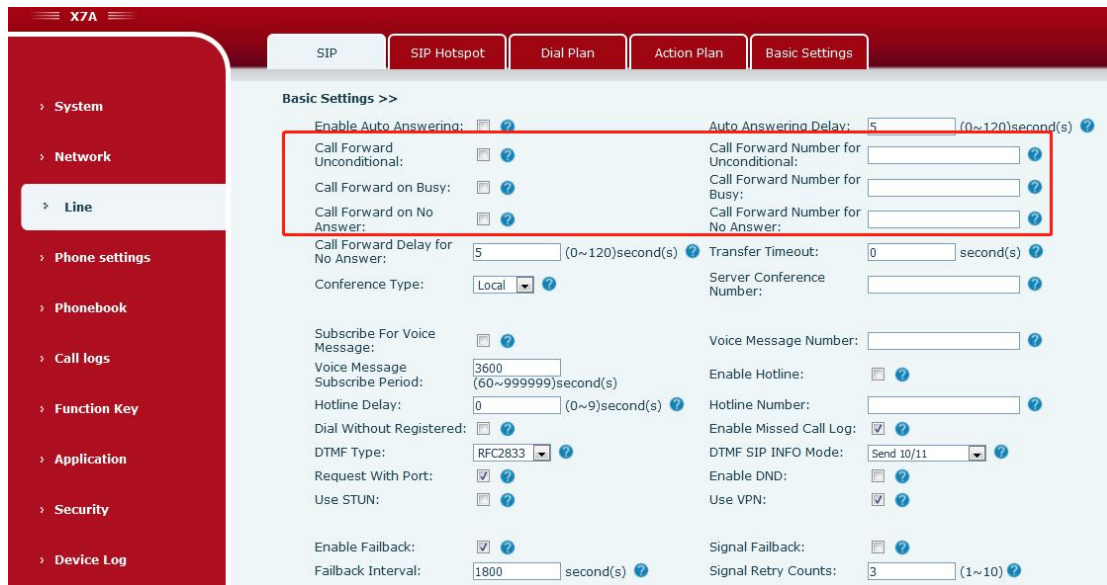 X7A
SIP
SIP Hotspot
Dial Plan
Action Plan
Basic Settings
System
Network
Line
Phone settings
Phonebook
Call logs
Function Key
Application
Security
Device Log
Basic Settings >>
Enable Auto Answering:
Auto Answering Delay: 5 (0~120)second(s)
Call Forward
Unconditional:
Call Forward Number for
Unconditional:
Call Forward on Busy:
Call Forward Number for
Busy:
Call Forward on No
Answer:
Call Forward Number for
No Answer:
Call Forward Delay for
No Answer: 5 (0~120)second(s)
Transfer Timeout: 0 second(s)
Conference Type: Local
Server Conference
Number:
Subscribe For Voice
Message:
Voice Message Number:
Voice Message
Subscribe Period: 3600
(60~999999)second(s)
Enable Hotline:
Hotline Delay: 0 (0~9)second(s)
Hotline Number:
Dial Without Registered:
Enable Missed Call Log:
DTMF Type: RFC2833
DTMF SIP INFO Mode: Send 10/11
Request With Port:
Enable DND:
Use STUN:
Use VPN:
Enable Failback:
Signal Failback:
Failback Interval: 1800 second(s)
Signal Retry Counts: 3 (1~10)